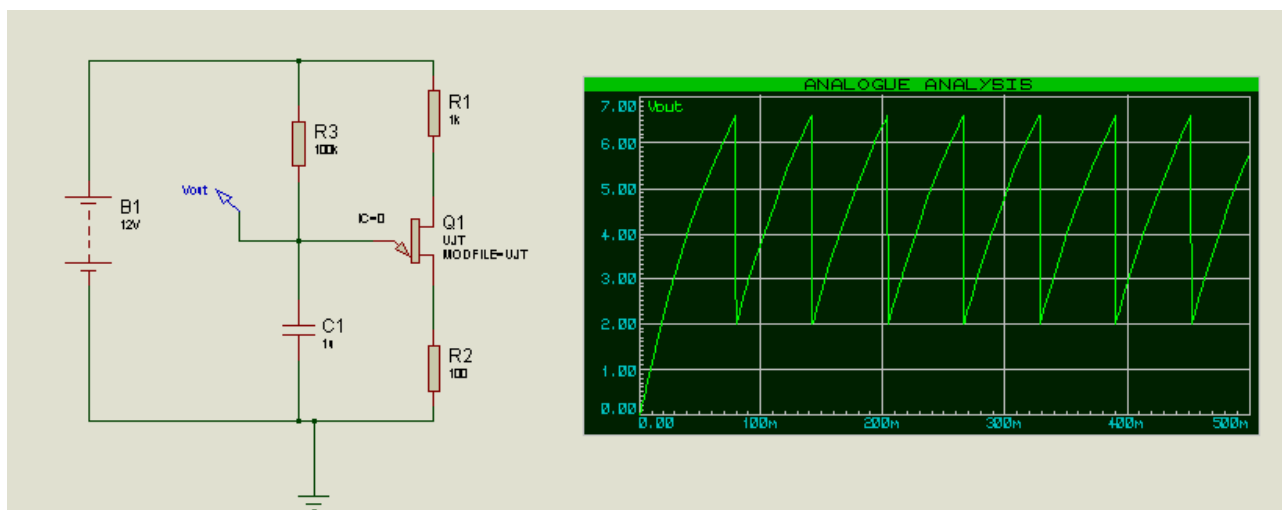 B1
12V
Vout
R3
100k
C1
1u
IC=0
R1
1k
Q1
UJT
MODFILE=UJT
R2
100
ANALOGUE ANALYSIS
Vout
7.00
6.00
5.00
4.00
3.00
2.00
1.00
0.00
0.00 100m 200m 300m 400m 500m